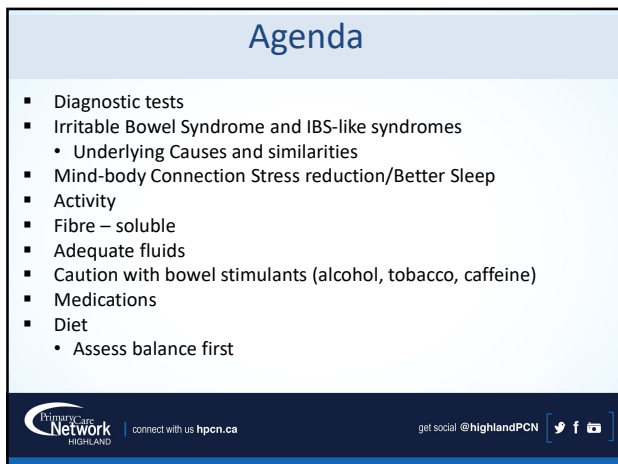 Agenda
▪ Diagnostic tests
▪ Irritable Bowel Syndrome and IBS-like syndromes
• Underlying Causes and similarities
▪ Mind-body Connection Stress reduction/Better Sleep
▪ Activity
▪ Fibre – soluble
▪ Adequate fluids
▪ Caution with bowel stimulants (alcohol, tobacco, caffeine)
▪ Medications
▪ Diet
• Assess balance first
PrimaryCare
Network
HIGHLAND
connect with us hpcn.ca
get social @highlandPCN